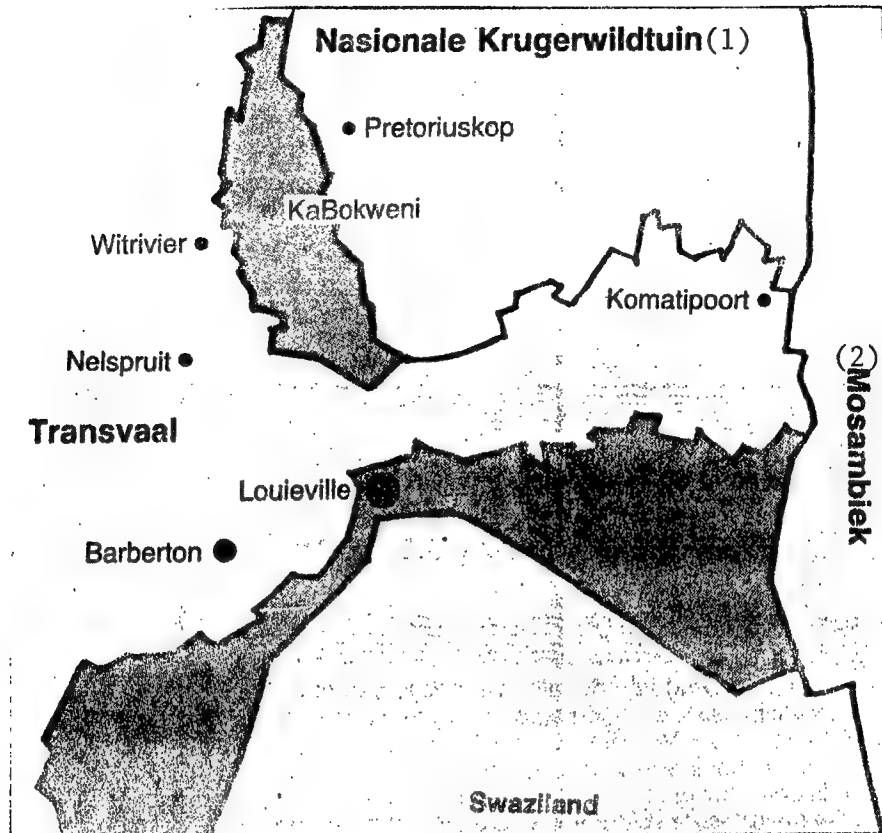 Nasionale Krugerwildtuin (1)
Pretoriuskop
KaBokweni
Witrivier
Komatipoort
Nelspruit
(2)
Mosambiek
Transvaal
Louieville
Barberton
Swaziland